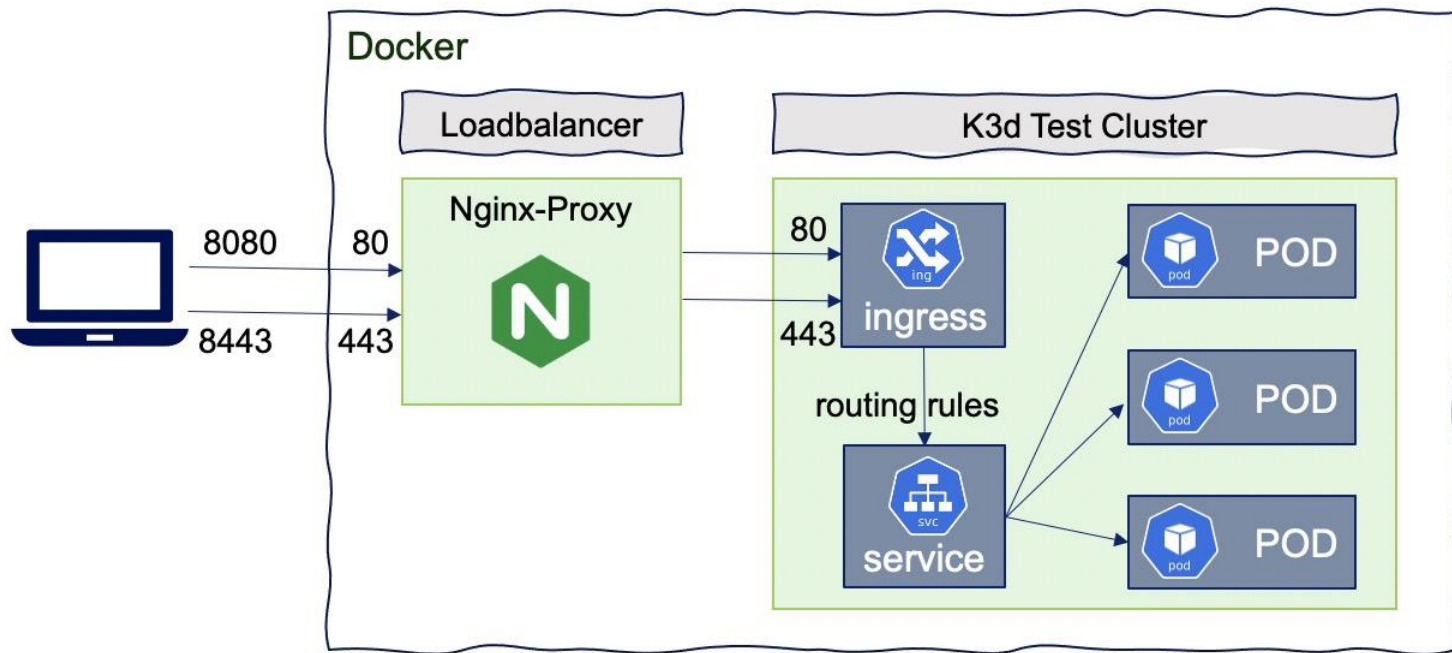 Docker
Loadbalancer
K3d Test Cluster
Nginx-Proxy
8080
80
8443
443
N
80
443
ing
ingress
routing rules
svc
service
pod
POD
pod
POD
pod
POD